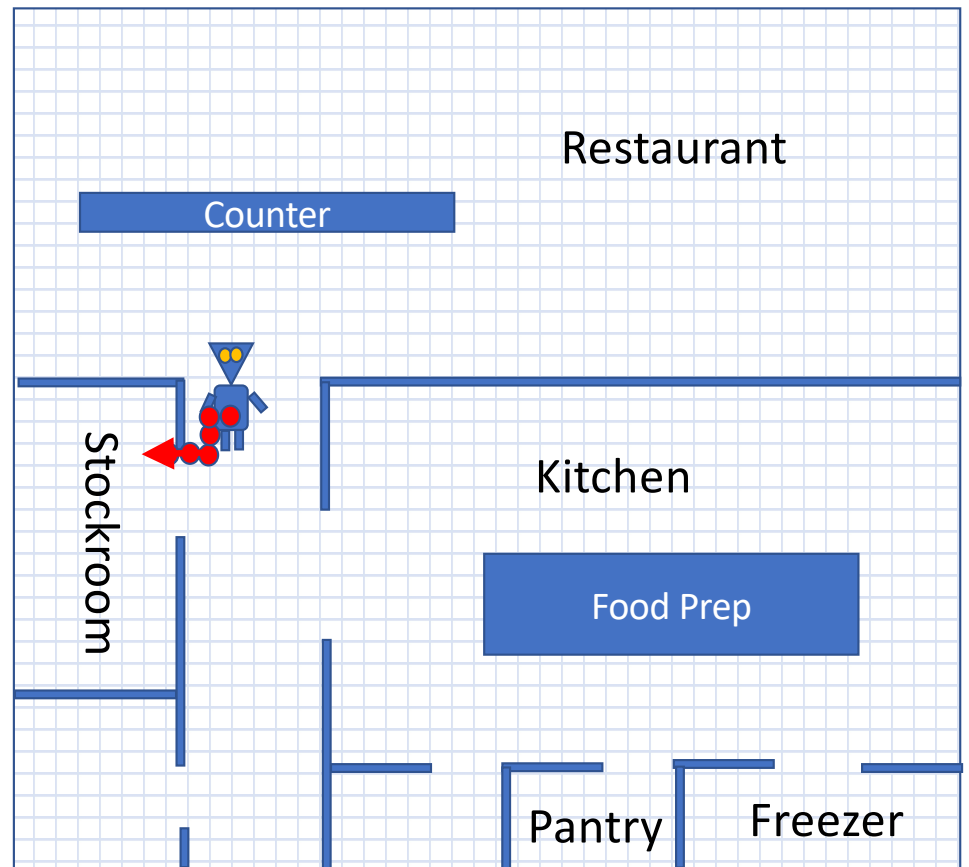 Restaurant
Counter
Stockroom
Kitchen
Food Prep
Pantry
Freezer